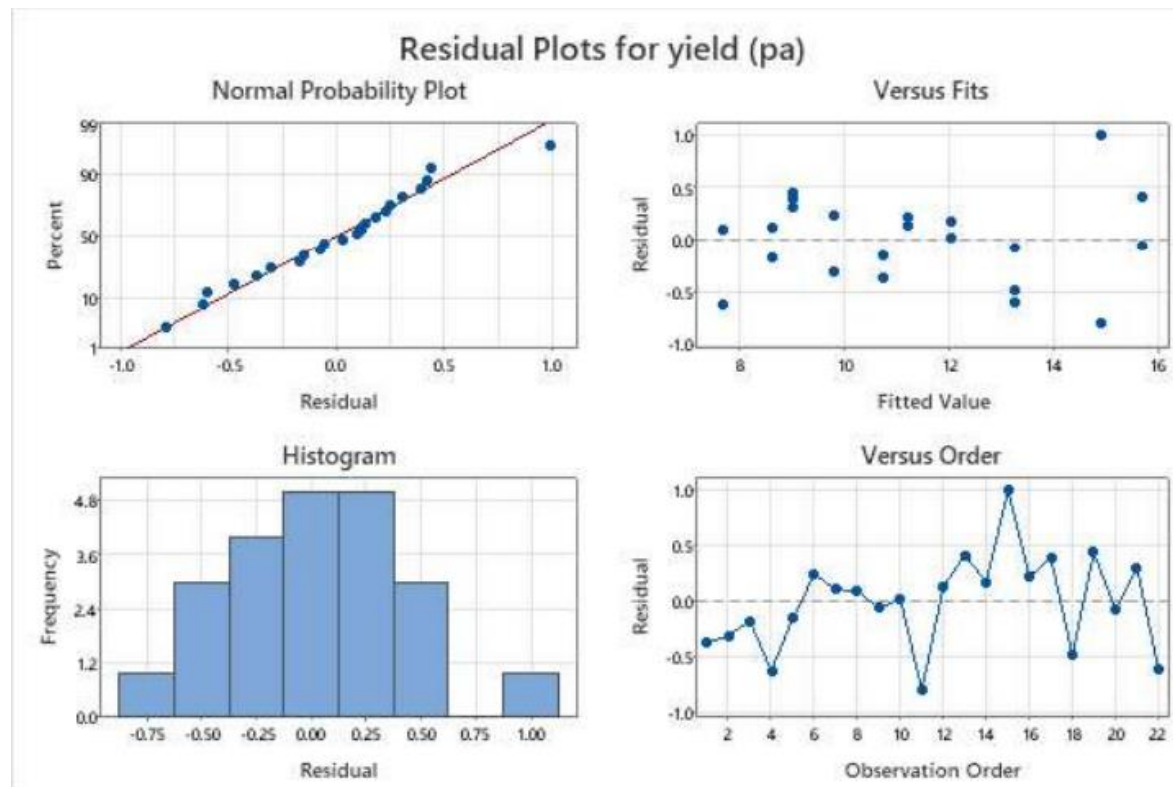 Residual Plots for yield (pa)
Normal Probability Plot
99
90
50
10
1
Percent
-1.0 -0.5 0.0 0.5 1.0
Residual
Versus Fits
1.0
0.5
0.0
-0.5
-1.0
Residual
8 10 12 14 16
Fitted Value
Histogram
4.8
3.6
2.4
1.2
0.0
Frequency
-0.75 -0.50 -0.25 0.00 0.25 0.50 0.75 1.00
Residual
Versus Order
1.0
0.5
0.0
-0.5
-1.0
Residual
2 4 6 8 10 12 14 16 18 20 22
Observation Order